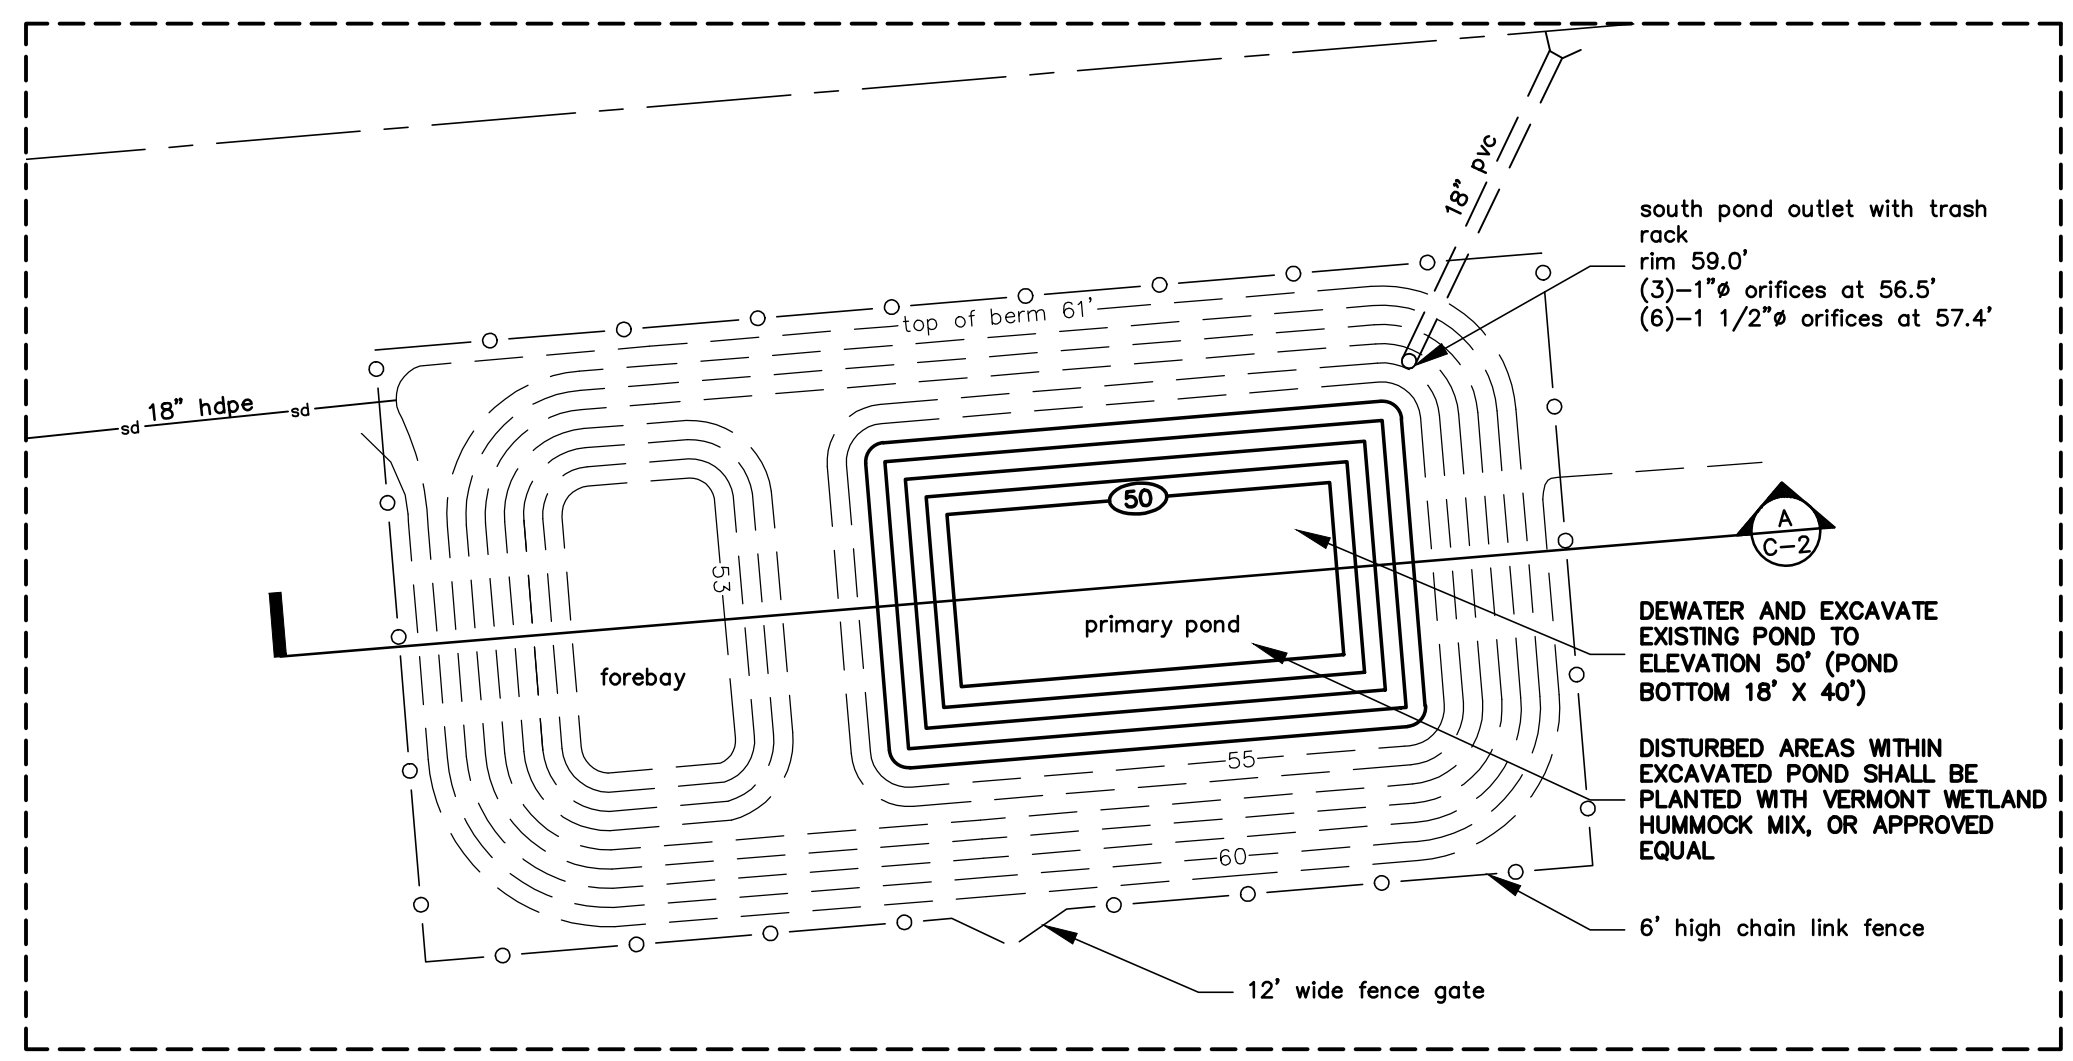 18" pvc
south pond outlet with trash
rack
rim 59.0'
(3)–1"ø orifices at 56.5'
(6)–1 1/2"ø orifices at 57.4'
top of berm 61'
18" hdpe
sd
sd
50
A
C–2
53
primary pond
forebay
DEWATER AND EXCAVATE
EXISTING POND TO
ELEVATION 50' (POND
BOTTOM 18' X 40')
DISTURBED AREAS WITHIN
EXCAVATED POND SHALL BE
PLANTED WITH VERMONT WETLAND
HUMMOCK MIX, OR APPROVED
EQUAL
55
60
6' high chain link fence
12' wide fence gate